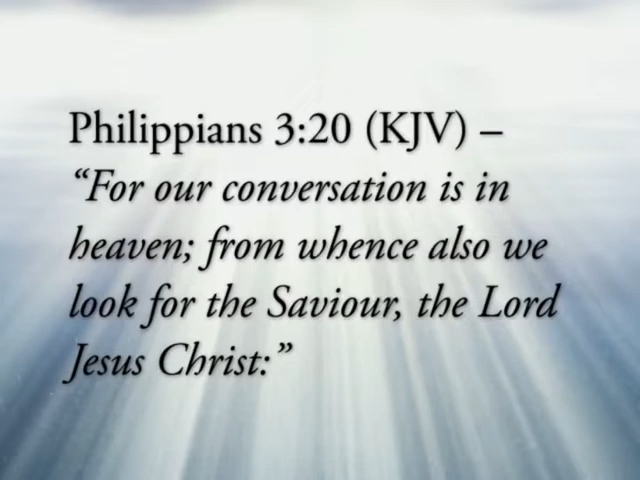 Philippians 3:20 (KJV) –
“For our conversation is in
heaven; from whence also we
look for the Saviour, the Lord
Jesus Christ:”